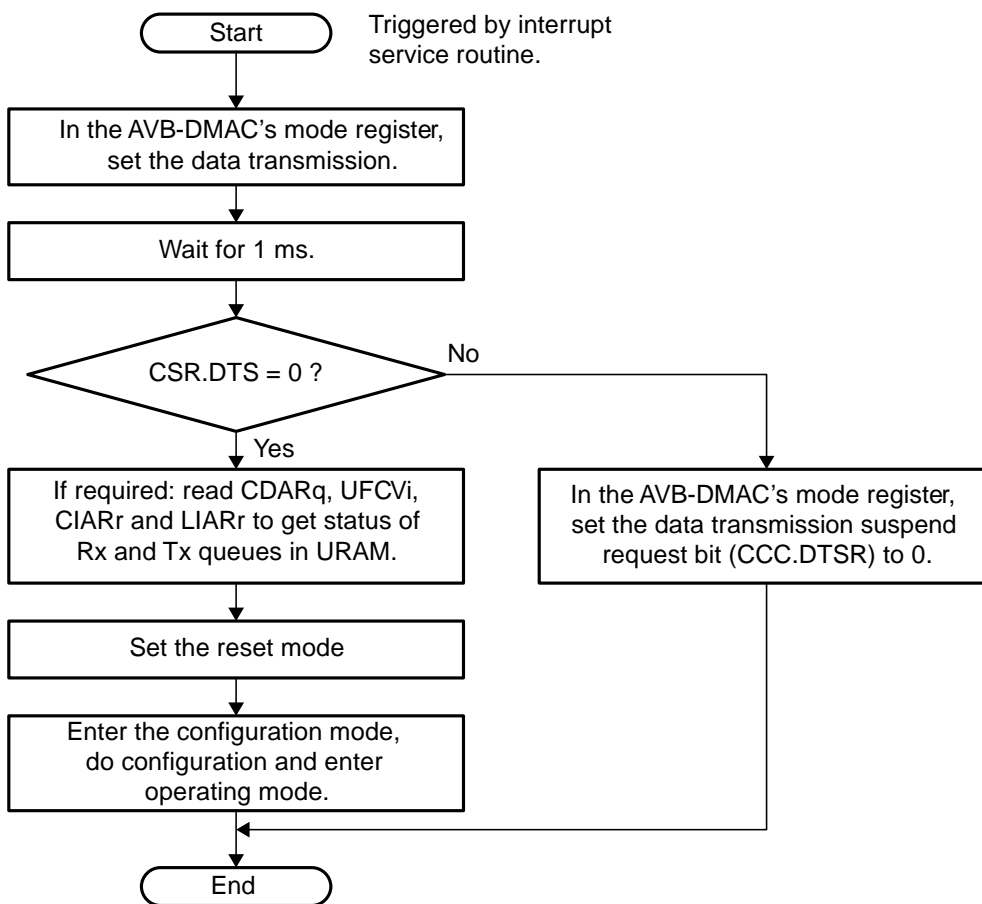 Start
Triggered by interrupt
service routine.
In the AVB-DMAC's mode register,
set the data transmission.
Wait for 1 ms.
CSR.DTS = 0 ?
No
Yes
If required: read CDARq, UFCVi,
CIARr and LIARr to get status of
Rx and Tx queues in URAM.
In the AVB-DMAC's mode register,
set the data transmission suspend
request bit (CCC.DTSR) to 0.
Set the reset mode
Enter the configuration mode,
do configuration and enter
operating mode.
End